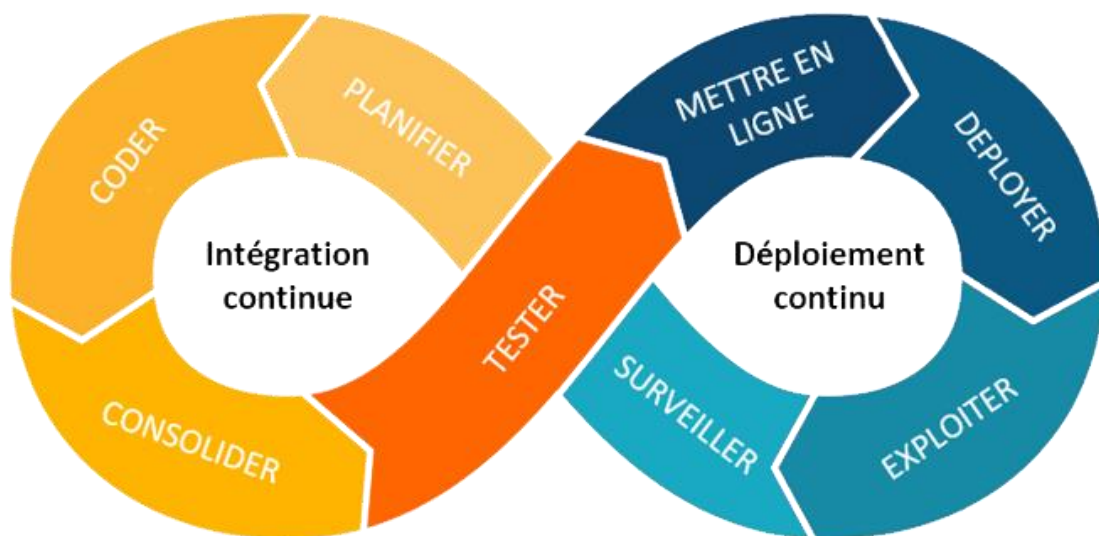 PLANIFIER
CODER
CONSOLIDER
TESTER
METTRE EN
LIGNE
DEPLOYER
EXPLOITER
SURVEILLER
Intégration
continue
Déploiement
continu